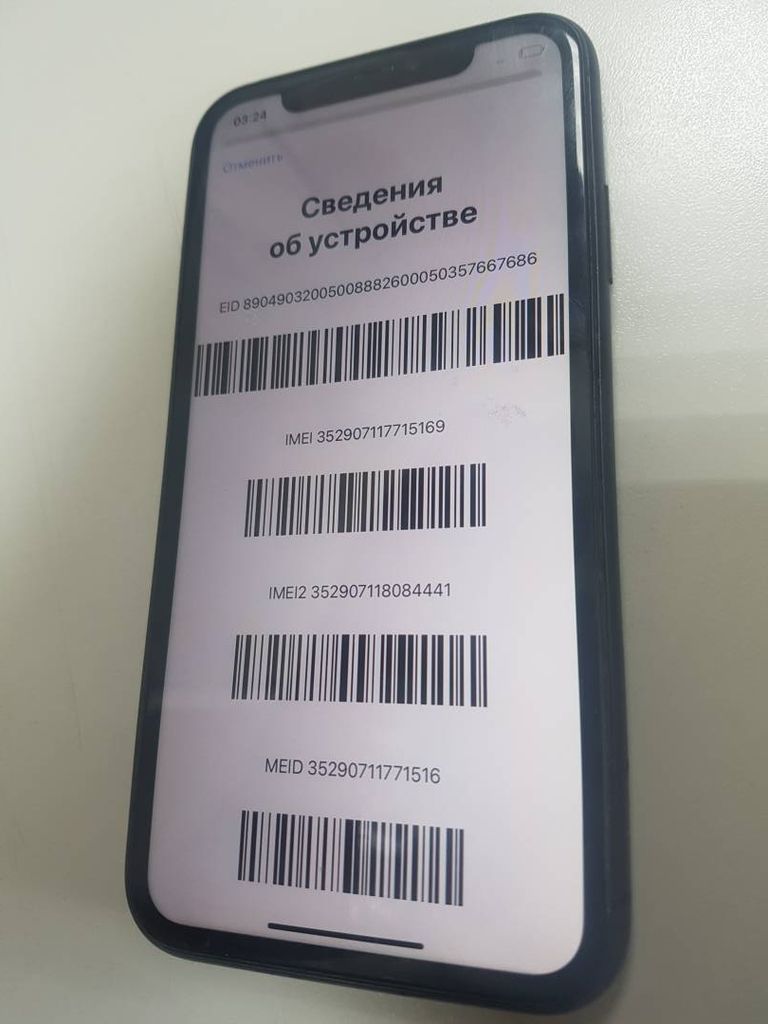 03:24
Отменить
Сведения
об устройстве
EID 89049032005008882600050357667686
IMEI 352907117715169
IMEI2 352907118084441
MEID 35290711771516